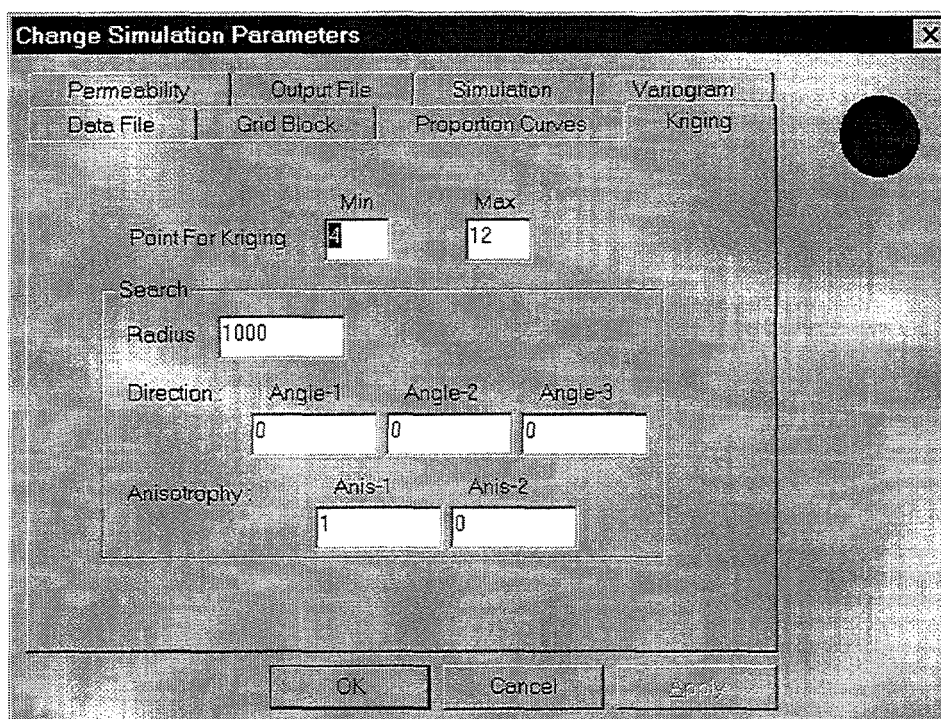 Change Simulation Parameters
Permeability Output File Simulation Variogram
Data File Grid Block Proportion Curves Kriging
Min Max
Point For Kriging 4 12
Search
Radius 1000
Direction : Angle-1 Angle-2 Angle-3
0 0 0
Anisotrophy : Anis-1 Anis-2
1 0
OK Cancel Apply